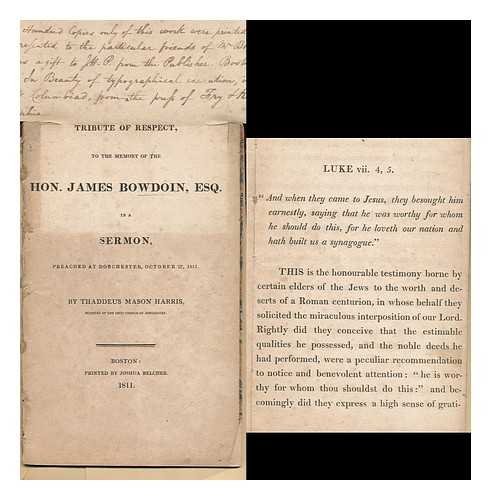 Hundred Copies only of this work were printed
to the particular friends of Mr
a gift to from the Publisher.
In Beauty of typographical execution,
Columbiad, from the press of Fry &
TRIBUTE OF RESPECT,
TO THE MEMORY OF THE
HON. JAMES BOWDOIN, ESQ.
IN A
SERMON,
PREACHED AT DORCHESTER, OCTOBER 27, 1811.
BY THADDEUS MASON HARRIS,
MINISTER OF THE FIRST CHURCH IN DORCHESTER.
BOSTON:
PRINTED BY JOSHUA BELCHER.
1811.
LUKE vii. 4, 5.
“And when they came to Jesus, they besought him
earnestly, saying that he was worthy for whom
he should do this, for he loveth our nation and
hath built us a synagogue.”
THIS is the honourable testimony borne by
certain elders of the Jews to the worth and de-
serts of a Roman centurion, in whose behalf they
solicited the miraculous interposition of our Lord.
Rightly did they conceive that the estimable
qualities he possessed, and the noble deeds he
had performed, were a peculiar recommendation
to notice and benevolent attention: “he is wor-
thy for whom thou shouldst do this:” and be-
comingly did they express a high sense of grati-